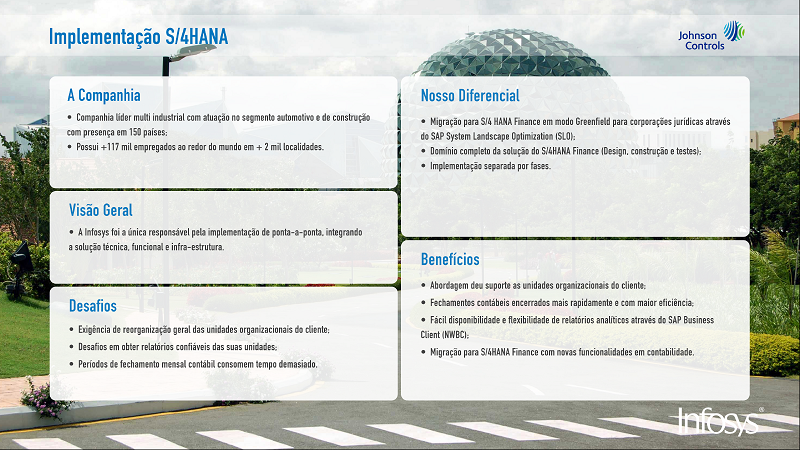 Implementação S/4HANA
Johnson
Controls
A Companhia
• Companhia líder multi industrial com atuação no segmento automotivo e de construção
com presença em 150 países;
• Possui +117 mil empregados ao redor do mundo em + 2 mil localidades.
Visão Geral
• A Infosys foi a única responsável pela implementação de ponta-a-ponta, integrando
a solução técnica, funcional e infra-estrutura.
Desafios
• Exigência de reorganização geral das unidades organizacionais do cliente;
• Desafios em obter relatórios confiáveis das suas unidades;
• Períodos de fechamento mensal contábil consomem tempo demasiado.
Nosso Diferencial
• Migração para S/4 HANA Finance em modo Greenfield para corporações jurídicas através
do SAP System Landscape Optimization (SLO);
• Domínio completo da solução do S/4HANA Finance (Design, construção e testes);
• Implementação separada por fases.
Benefícios
• Abordagem deu suporte as unidades organizacionais do cliente;
• Fechamentos contábeis encerrados mais rapidamente e com maior eficiência;
• Fácil disponibilidade e flexibilidade de relatórios analíticos através do SAP Business
Client (NWBC);
• Migração para S/4HANA Finance com novas funcionalidades em contabilidade.
Infosys®